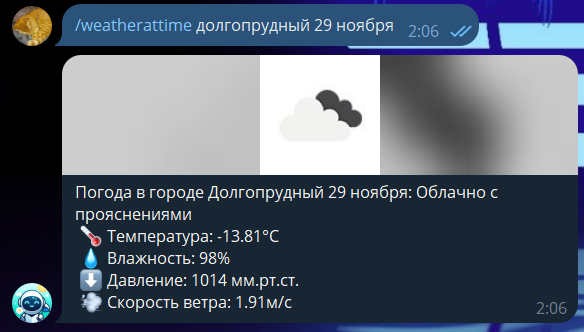 /weatherattime долгопрудный 29 ноября 2:06
Погода в городе Долгопрудный 29 ноября: Облачно с
прояснениями
Температура: -13.81°C
Влажность: 98%
Давление: 1014 мм.рт.ст.
Скорость ветра: 1.91м/с
2:06